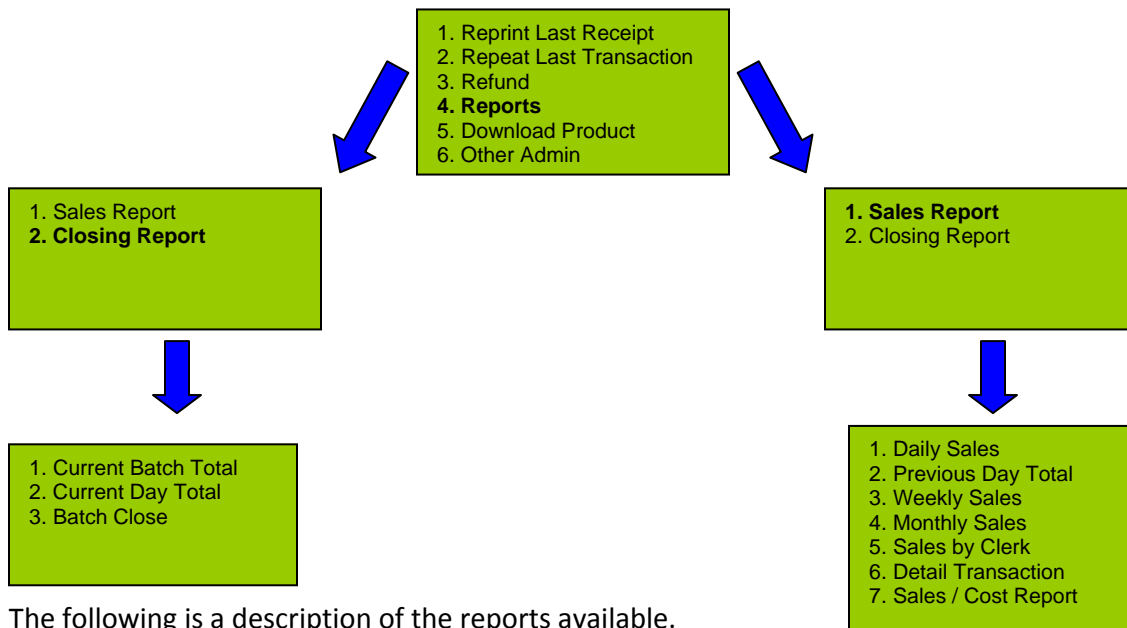 1. Reprint Last Receipt
2. Repeat Last Transaction
3. Refund
4. Reports
5. Download Product
6. Other Admin
1. Sales Report
2. Closing Report
1. Sales Report
2. Closing Report
1. Current Batch Total
2. Current Day Total
3. Batch Close
1. Daily Sales
2. Previous Day Total
3. Weekly Sales
4. Monthly Sales
5. Sales by Clerk
6. Detail Transaction
7. Sales / Cost Report
The following is a description of the reports available.